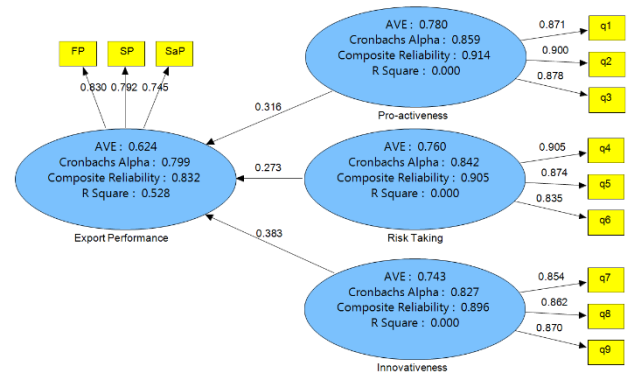 FP
SP
SaP
0.830
0.792
0.745
AVE : 0.624
Cronbachs Alpha : 0.799
Composite Reliability : 0.832
R Square : 0.528
Export Performance
0.316
0.273
0.383
AVE : 0.780
Cronbachs Alpha : 0.859
Composite Reliability : 0.914
R Square : 0.000
Pro-activeness
0.871
0.900
0.878
q1
q2
q3
AVE : 0.760
Cronbachs Alpha : 0.842
Composite Reliability : 0.905
R Square : 0.000
Risk Taking
0.905
0.874
0.835
q4
q5
q6
AVE : 0.743
Cronbachs Alpha : 0.827
Composite Reliability : 0.896
R Square : 0.000
Innovativeness
0.854
0.862
0.870
q7
q8
q9